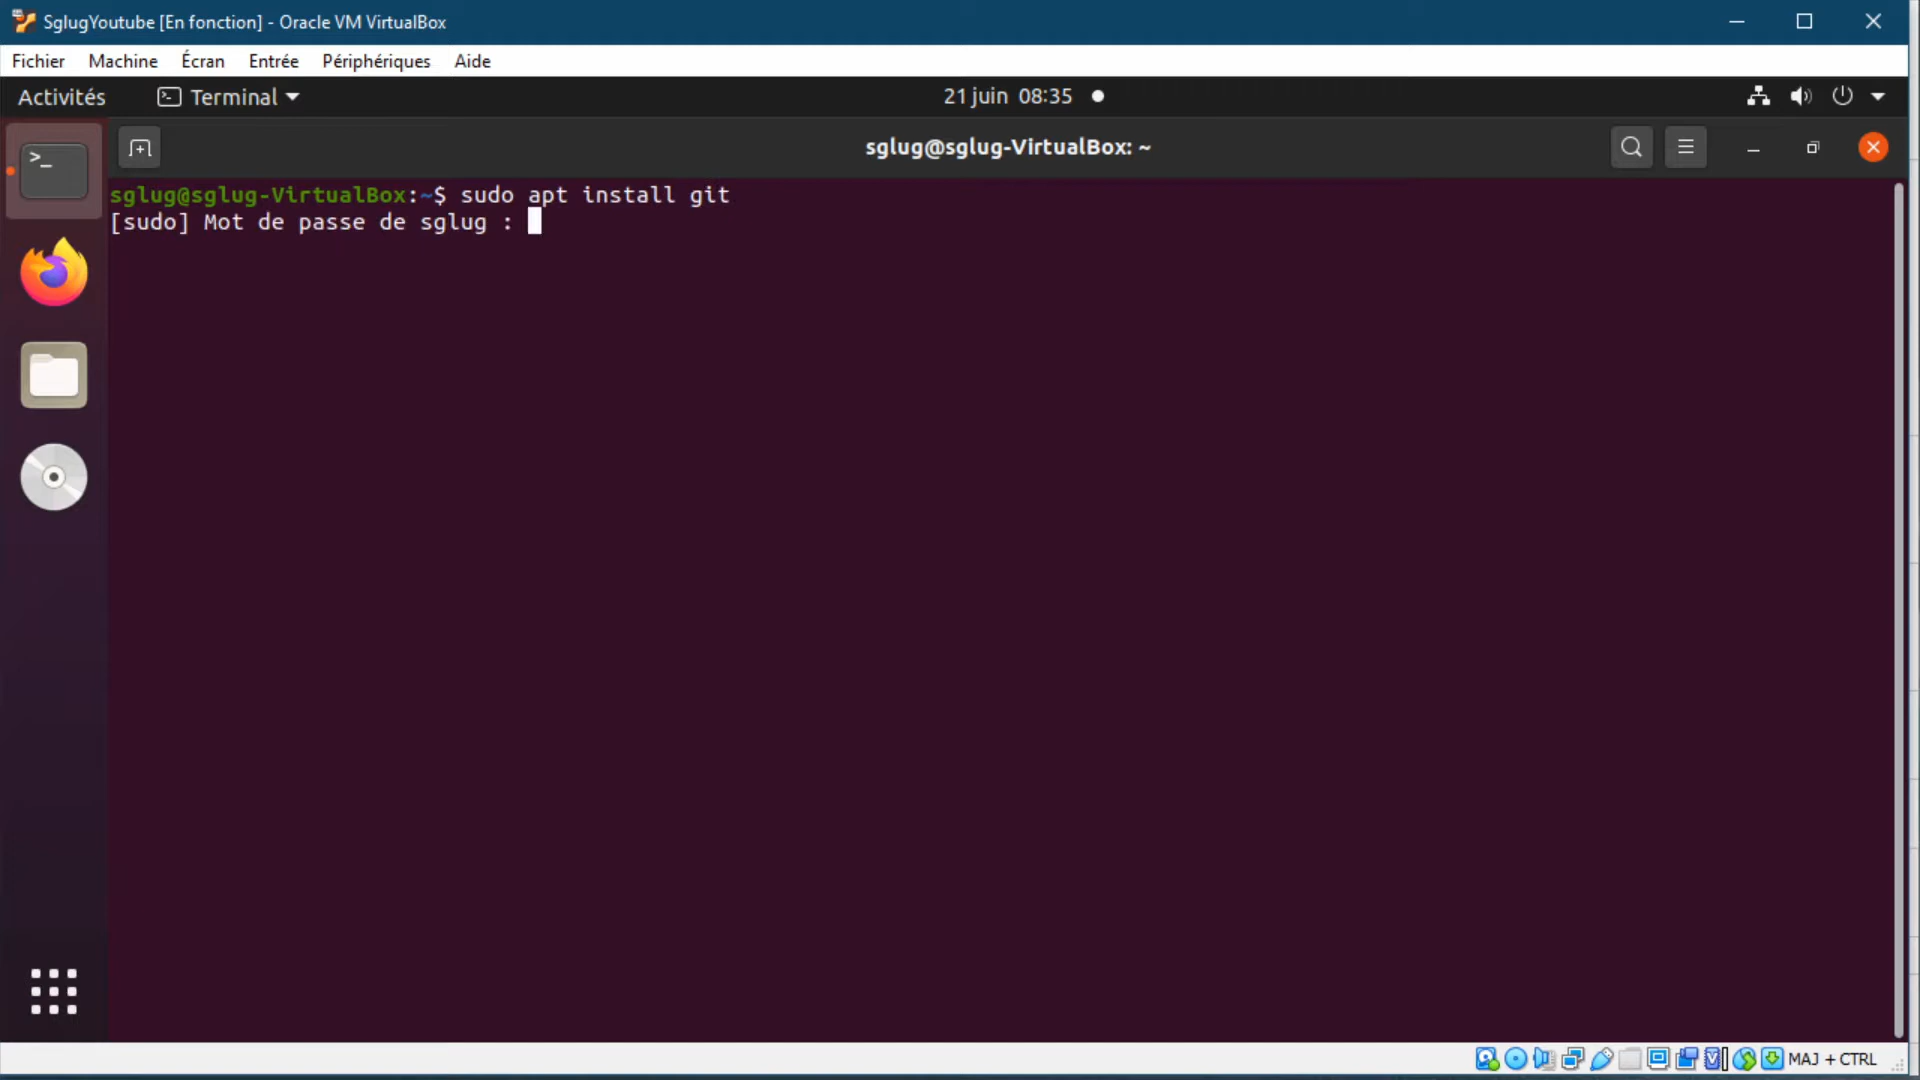 SglugYoutube [En fonction] - Oracle VM VirtualBox
Fichier Machine Écran Entrée Périphériques Aide
Activités Terminal 21 juin 08:35
sglug@sglug-VirtualBox: ~
sglug@sglug-VirtualBox:~$ sudo apt install git
[sudo] Mot de passe de sglug :
MAJ + CTRL